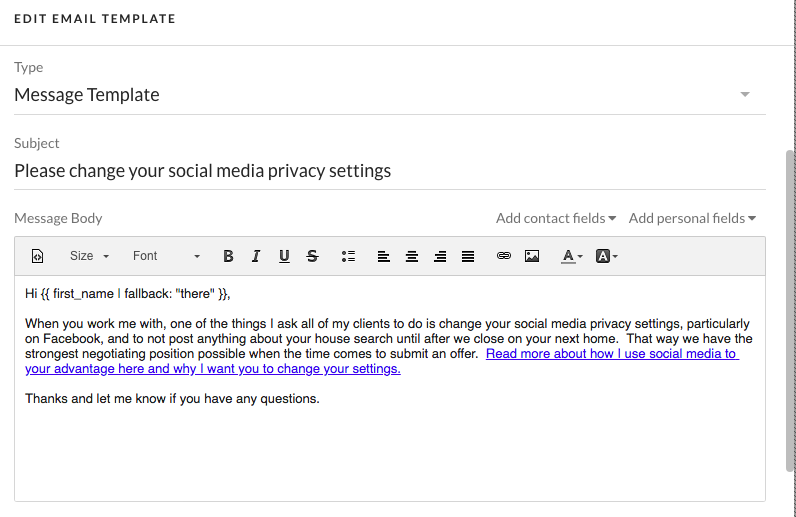 EDIT EMAIL TEMPLATE
Type
Message Template
Subject
Please change your social media privacy settings
Message Body Add contact fields Add personal fields
Size Font B I U S A A
Hi {{ first_name | fallback: "there" }},
When you work me with, one of the things I ask all of my clients to do is change your social media privacy settings, particularly
on Facebook, and to not post anything about your house search until after we close on your next home.  That way we have the
strongest negotiating position possible when the time comes to submit an offer.  Read more about how I use social media to
your advantage here and why I want you to change your settings.
Thanks and let me know if you have any questions.